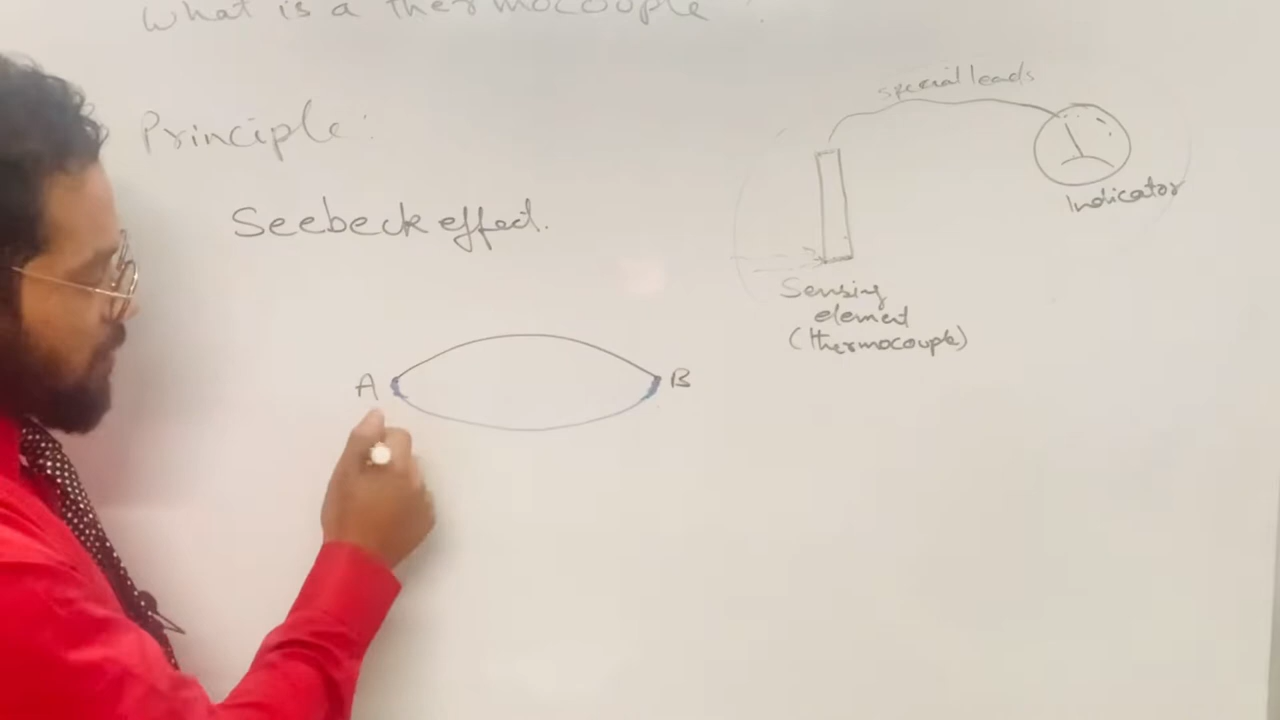 What is a thermocouple ?
Principle:
Seebeck effect.
A
B
special leads
Indicator
Sensing
element
(thermocouple)